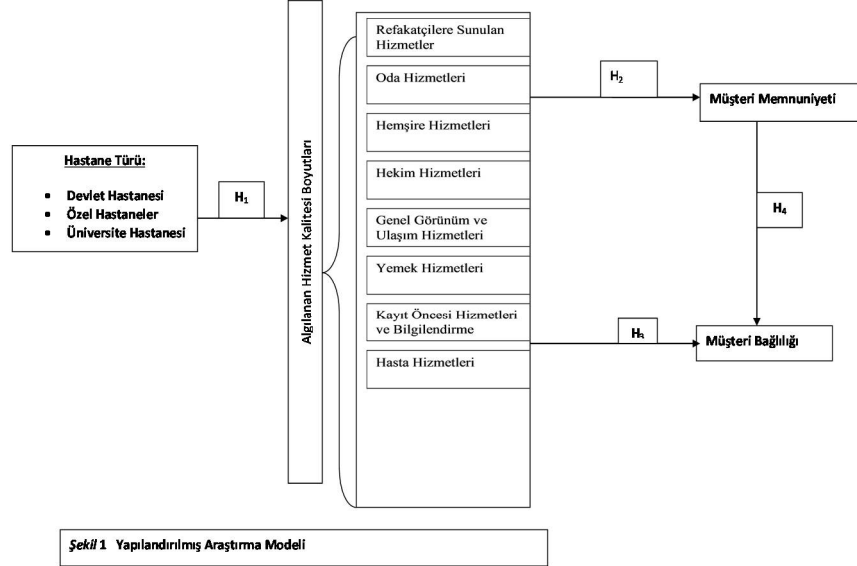 Hastane Türü:
Devlet Hastanesi
Özel Hastaneler
Üniversite Hastanesi
H1
Algılanan Hizmet Kalitesi Boyutları
Refakatçilere Sunulan
Hizmetler
Oda Hizmetleri
Hemşire Hizmetleri
Hekim Hizmetleri
Genel Görünüm ve
Ulaşım Hizmetleri
Yemek Hizmetleri
Kayıt Öncesi Hizmetleri
ve Bilgilendirme
Hasta Hizmetleri
H2
Müşteri Memnuniyeti
H4
H3
Müşteri Bağlılığı
Şekil 1 Yapılandırılmış Araştırma Modeli